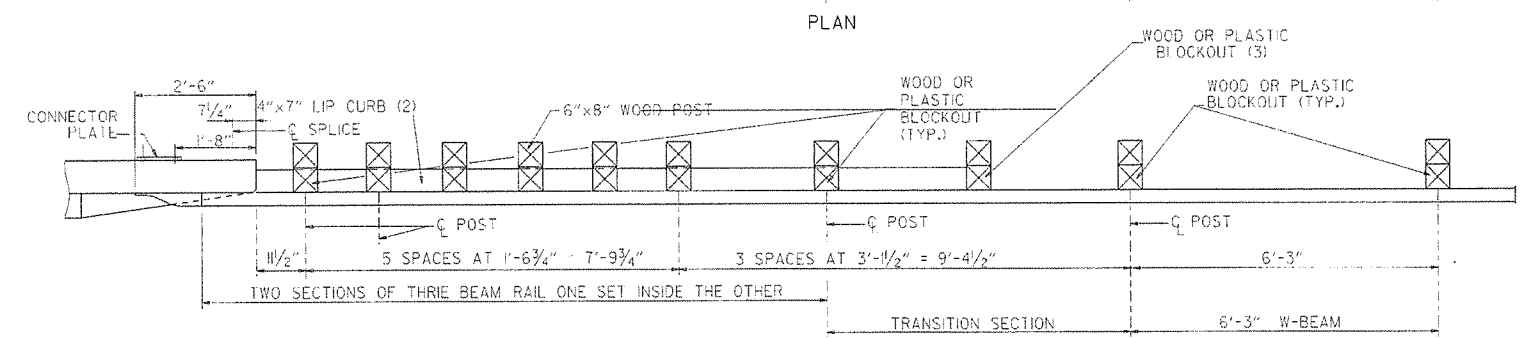 PLAN
WOOD OR PLASTIC
BLOCKOUT (3)
2'-6"
7 1/4"
4"x7" LIP CURB (2)
6"x8" WOOD POST
WOOD OR
PLASTIC
BLOCKOUT
(TYP.)
WOOD OR PLASTIC
BLOCKOUT (TYP.)
CONNECTOR
PLATE
℄ SPLICE
1'-8"
℄ POST
℄ POST
℄ POST
11 1/2"
5 SPACES AT 1'-6 3/4" = 7'-9 3/4"
3 SPACES AT 3'-1 1/2" = 9'-4 1/2"
6'-3"
TWO SECTIONS OF THRIE BEAM RAIL ONE SET INSIDE THE OTHER
TRANSITION SECTION
6'-3" W-BEAM